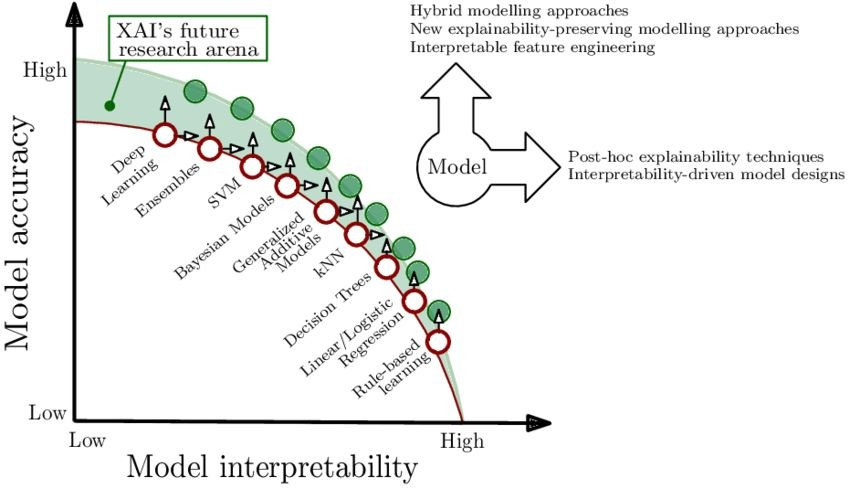 Hybrid modelling approaches
New explainability-preserving modelling approaches
Interpretable feature engineering
XAI's future
research arena
High
Model accuracy
Model
Post-hoc explainability techniques
Interpretability-driven model designs
Deep
Learning
Ensembles
SVM
Bayesian Models
Generalized
Additive
Models
kNN
Decision Trees
Linear/Logistic
Regression
Rule-based
learning
Low
Low
High
Model interpretability